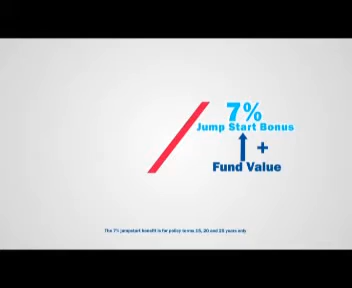 7%
Jump Start Bonus
+
Fund Value
The 7% jumpstart benefit is for policy terms 15, 20 and 25 years only